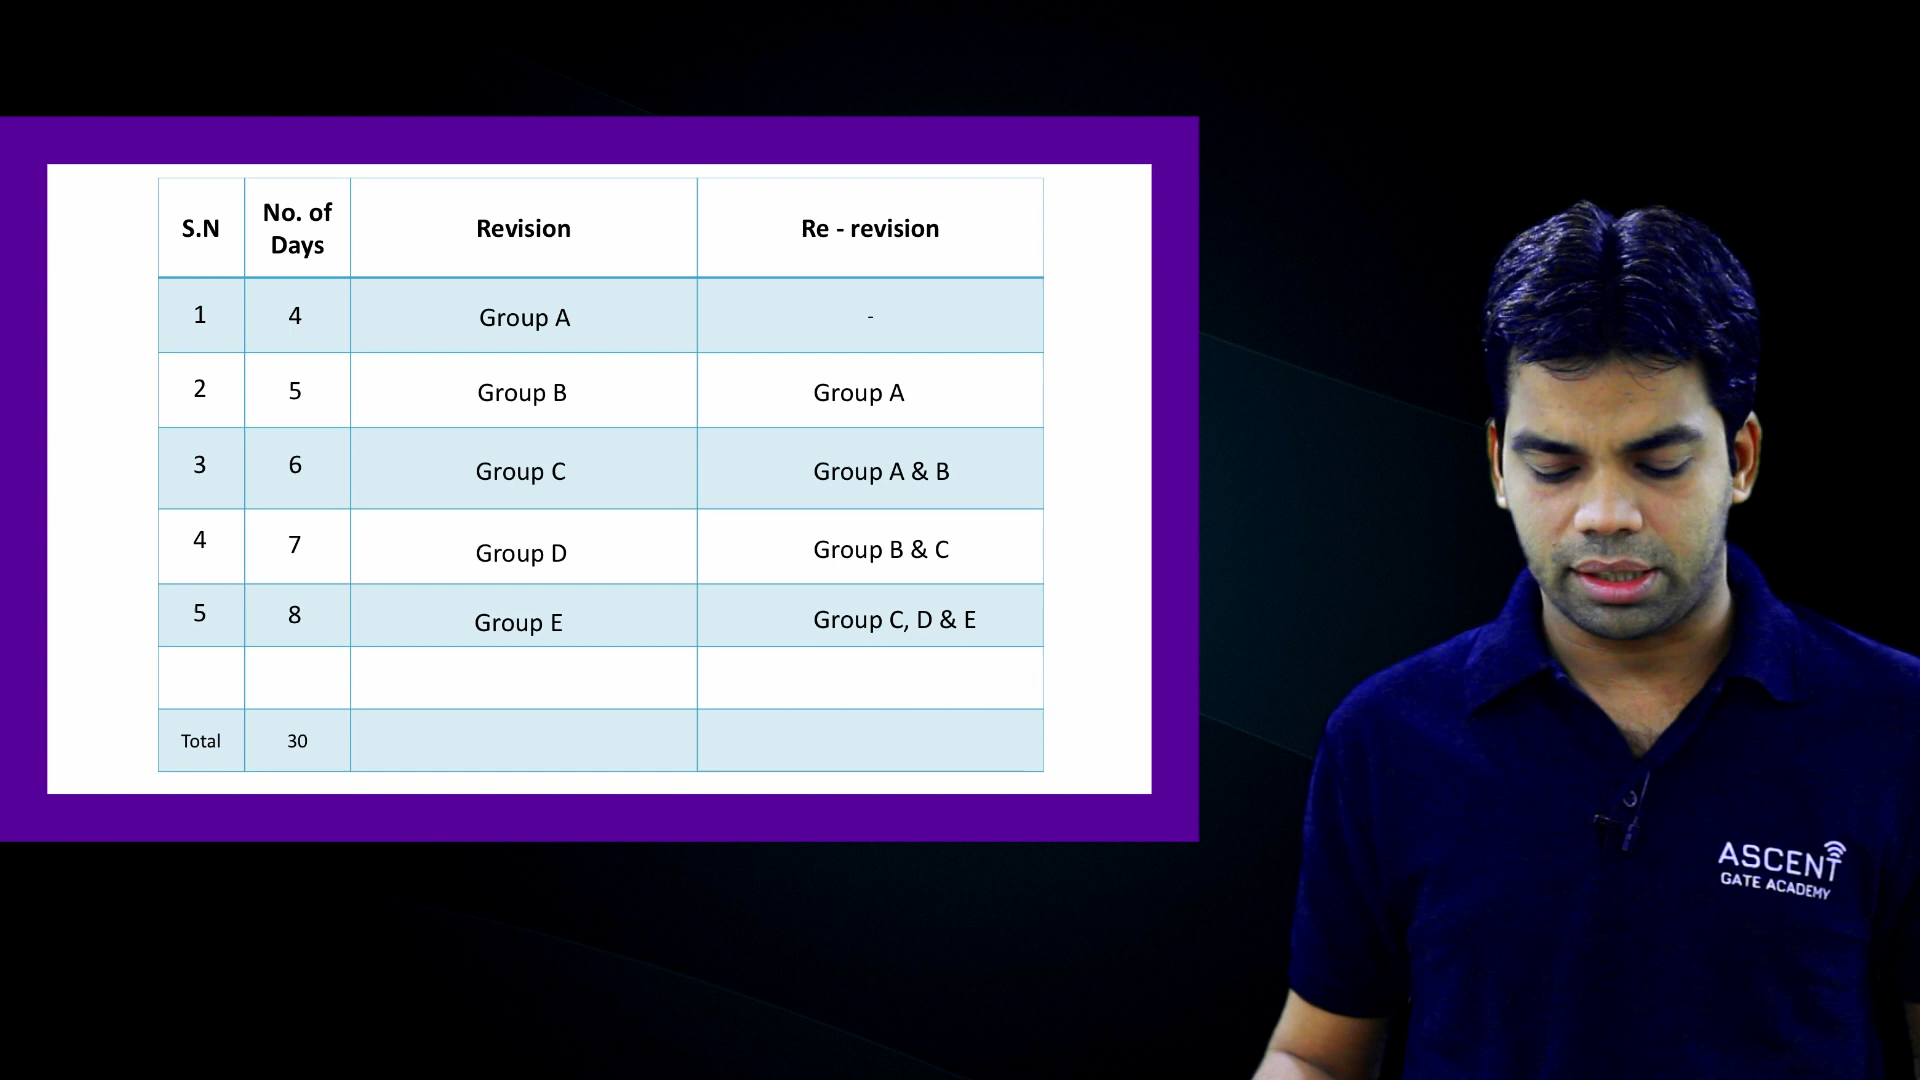 S.N No. of Days Revision Re - revision
1 4 Group A -
2 5 Group B Group A
3 6 Group C Group A & B
4 7 Group D Group B & C
5 8 Group E Group C, D & E
Total 30
ASCENT
GATE ACADEMY